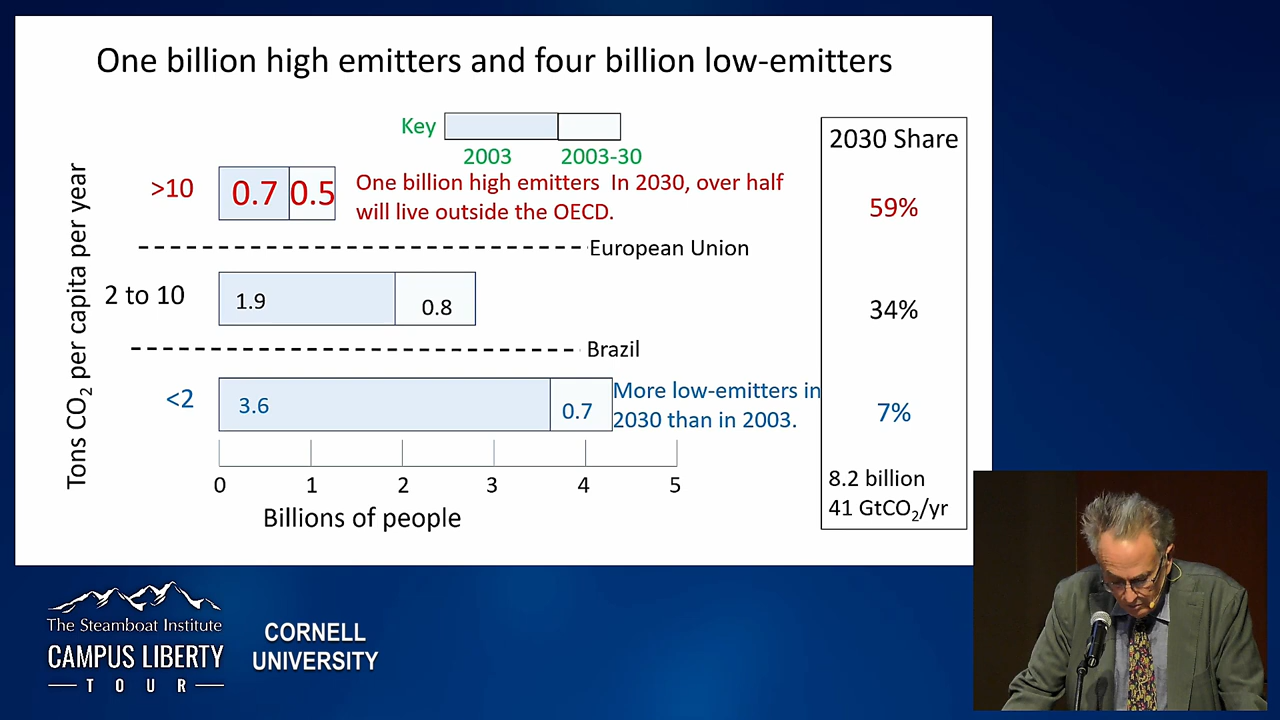 One billion high emitters and four billion low-emitters
Key
2003 2003-30
Tons CO₂ per capita per year
>10
0.7 0.5
One billion high emitters In 2030, over half
will live outside the OECD.
European Union
2 to 10
1.9 0.8
Brazil
<2
3.6 0.7
More low-emitters in
2030 than in 2003.
0 1 2 3 4 5
Billions of people
2030 Share
59%
34%
7%
8.2 billion
41 GtCO₂/yr
The Steamboat Institute
CAMPUS LIBERTY
TOUR
CORNELL
UNIVERSITY